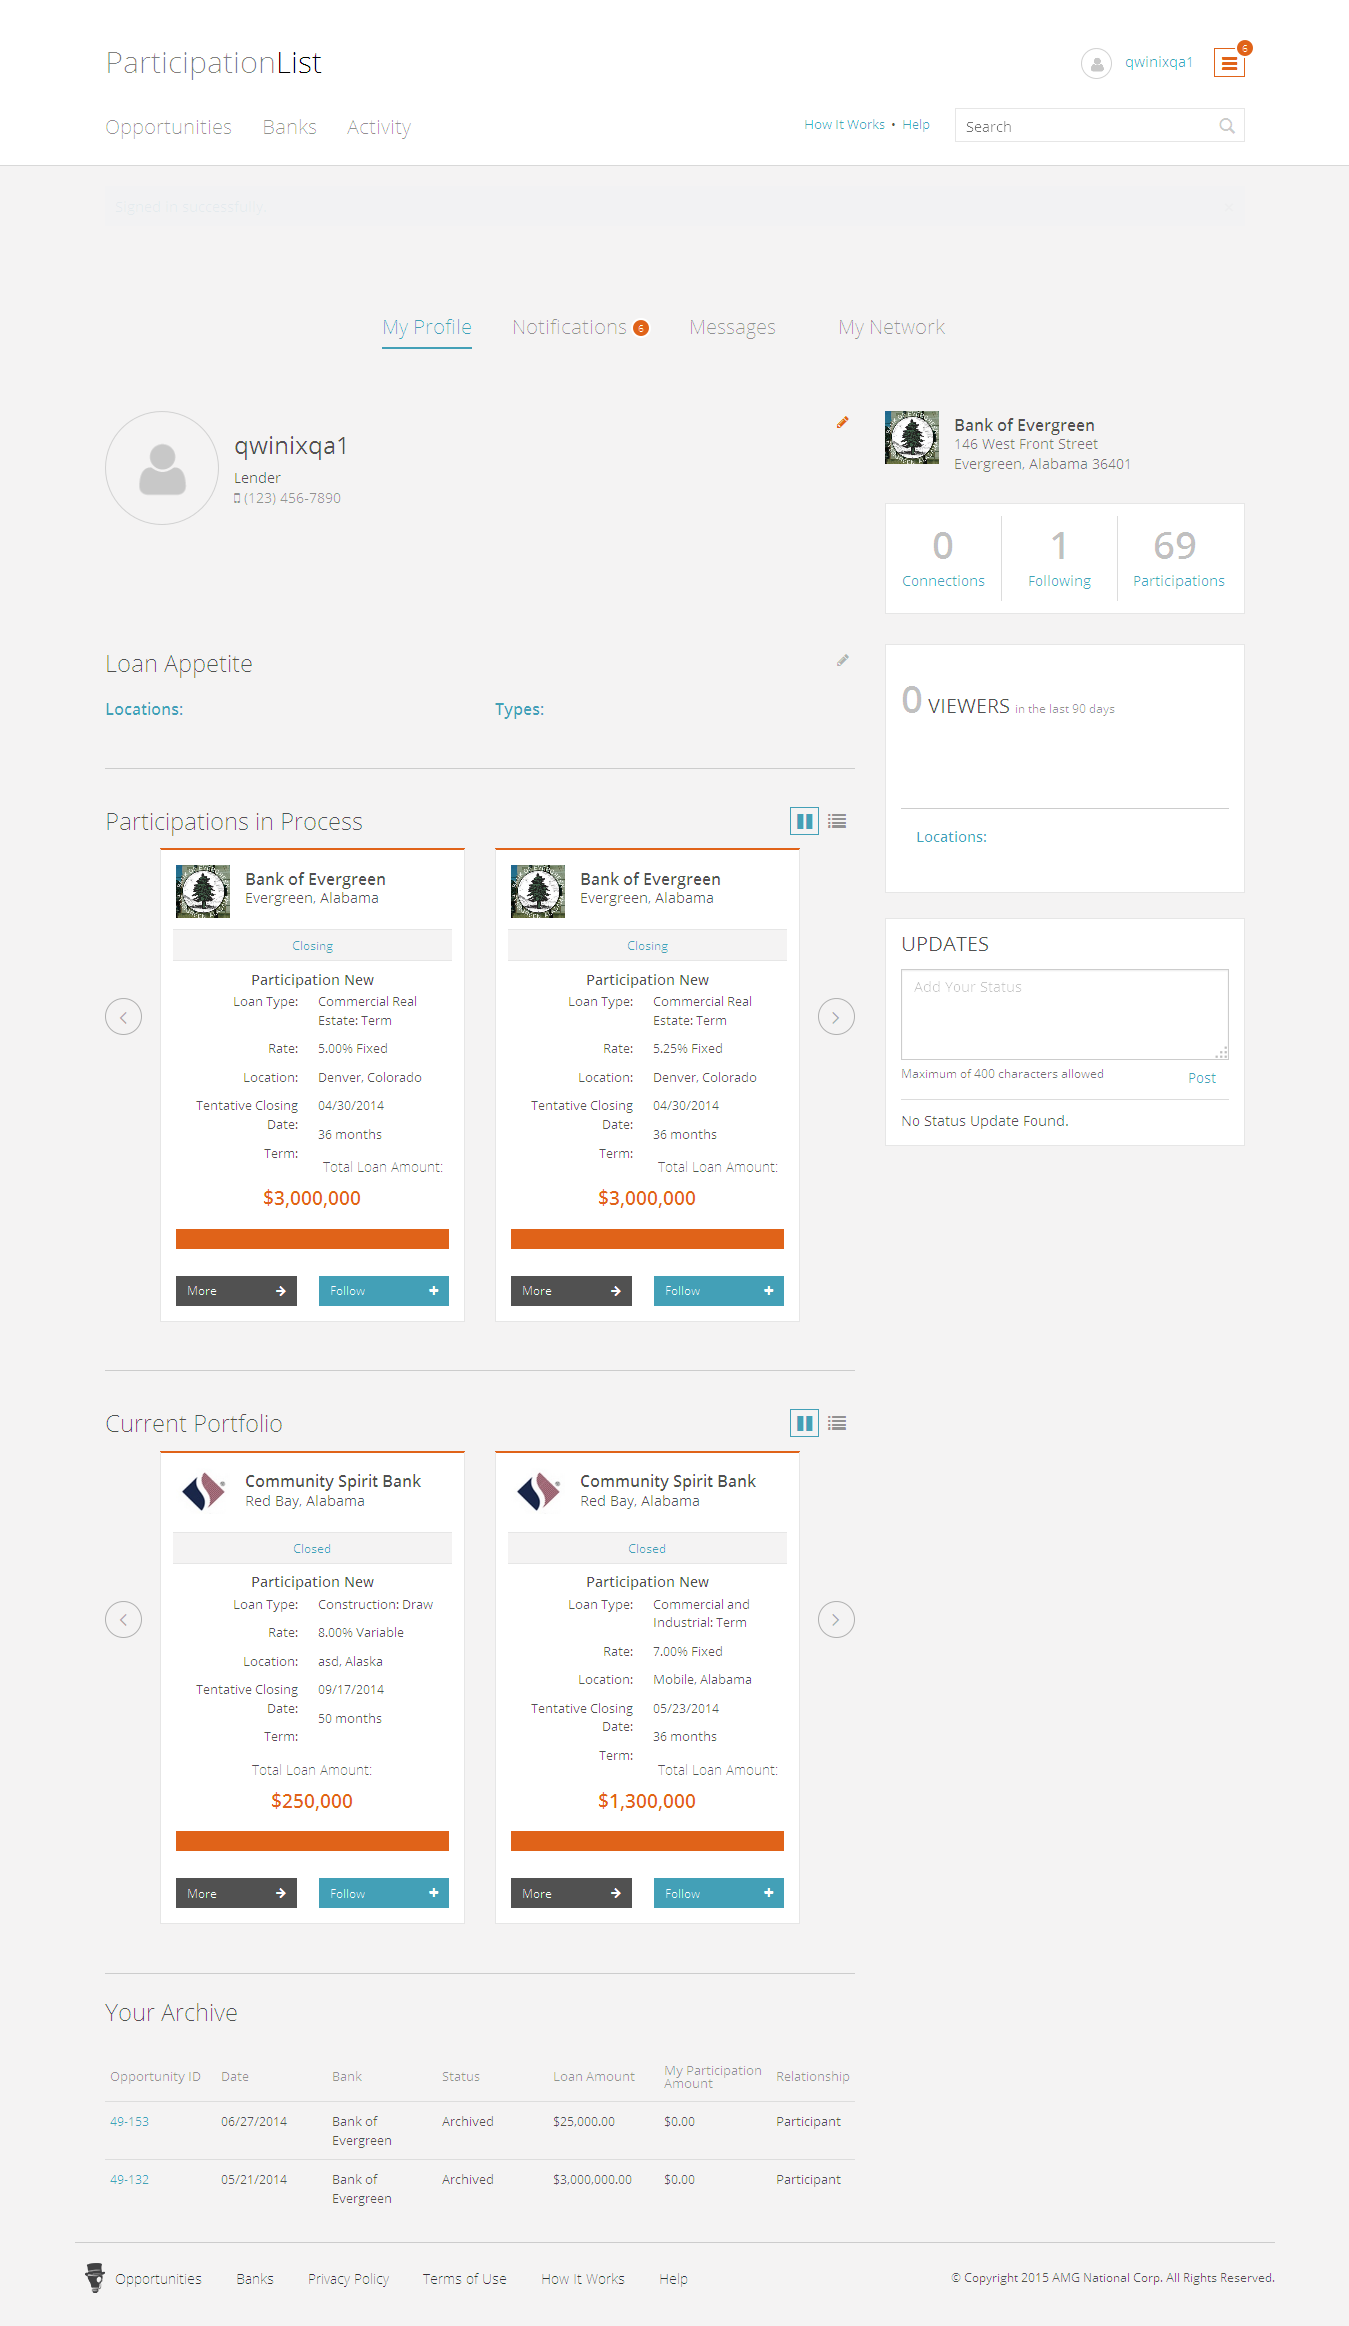 ParticipationList
qwinixqa1
6
Opportunities Banks Activity
How It Works • Help
Search
Signed in successfully.
My Profile Notifications 6 Messages My Network
qwinixqa1
Lender
(123) 456-7890
Bank of Evergreen
146 West Front Street
Evergreen, Alabama 36401
0 1 69
Connections Following Participations
Loan Appetite
Locations: Types:
0 VIEWERS in the last 90 days
Locations:
UPDATES
Add Your Status
Maximum of 400 characters allowed
Post
No Status Update Found.
Participations in Process
Bank of Evergreen
Evergreen, Alabama
Closing
Participation New
Loan Type: Commercial Real
Estate: Term
Rate: 5.00% Fixed
Location: Denver, Colorado
Tentative Closing 04/30/2014
Date:
36 months
Term:
Total Loan Amount:
$3,000,000
More Follow
Bank of Evergreen
Evergreen, Alabama
Closing
Participation New
Loan Type: Commercial Real
Estate: Term
Rate: 5.25% Fixed
Location: Denver, Colorado
Tentative Closing 04/30/2014
Date:
36 months
Term:
Total Loan Amount:
$3,000,000
More Follow
Current Portfolio
Community Spirit Bank
Red Bay, Alabama
Closed
Participation New
Loan Type: Construction: Draw
Rate: 8.00% Variable
Location: asd, Alaska
Tentative Closing 09/17/2014
Date:
50 months
Term:
Total Loan Amount:
$250,000
More Follow
Community Spirit Bank
Red Bay, Alabama
Closed
Participation New
Loan Type: Commercial and
Industrial: Term
Rate: 7.00% Fixed
Location: Mobile, Alabama
Tentative Closing 05/23/2014
Date:
36 months
Term:
Total Loan Amount:
$1,300,000
More Follow
Your Archive
Opportunity ID Date Bank Status Loan Amount My Participation Amount Relationship
49-153 06/27/2014 Bank of Evergreen Archived $25,000.00 $0.00 Participant
49-132 05/21/2014 Bank of Evergreen Archived $3,000,000.00 $0.00 Participant
Opportunities Banks Privacy Policy Terms of Use How It Works Help
© Copyright 2015 AMG National Corp. All Rights Reserved.